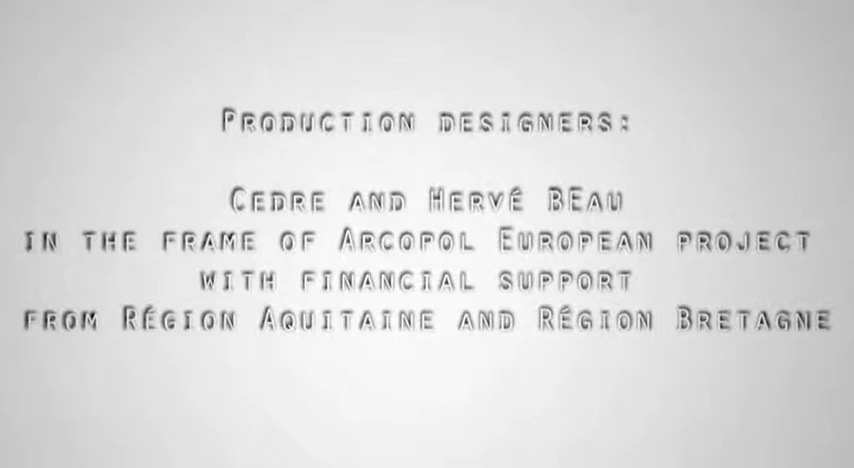 Production designers:
Cedre and Hervé BEau
in the frame of Arcopol European project
with financial support
from Région Aquitaine and Région Bretagne